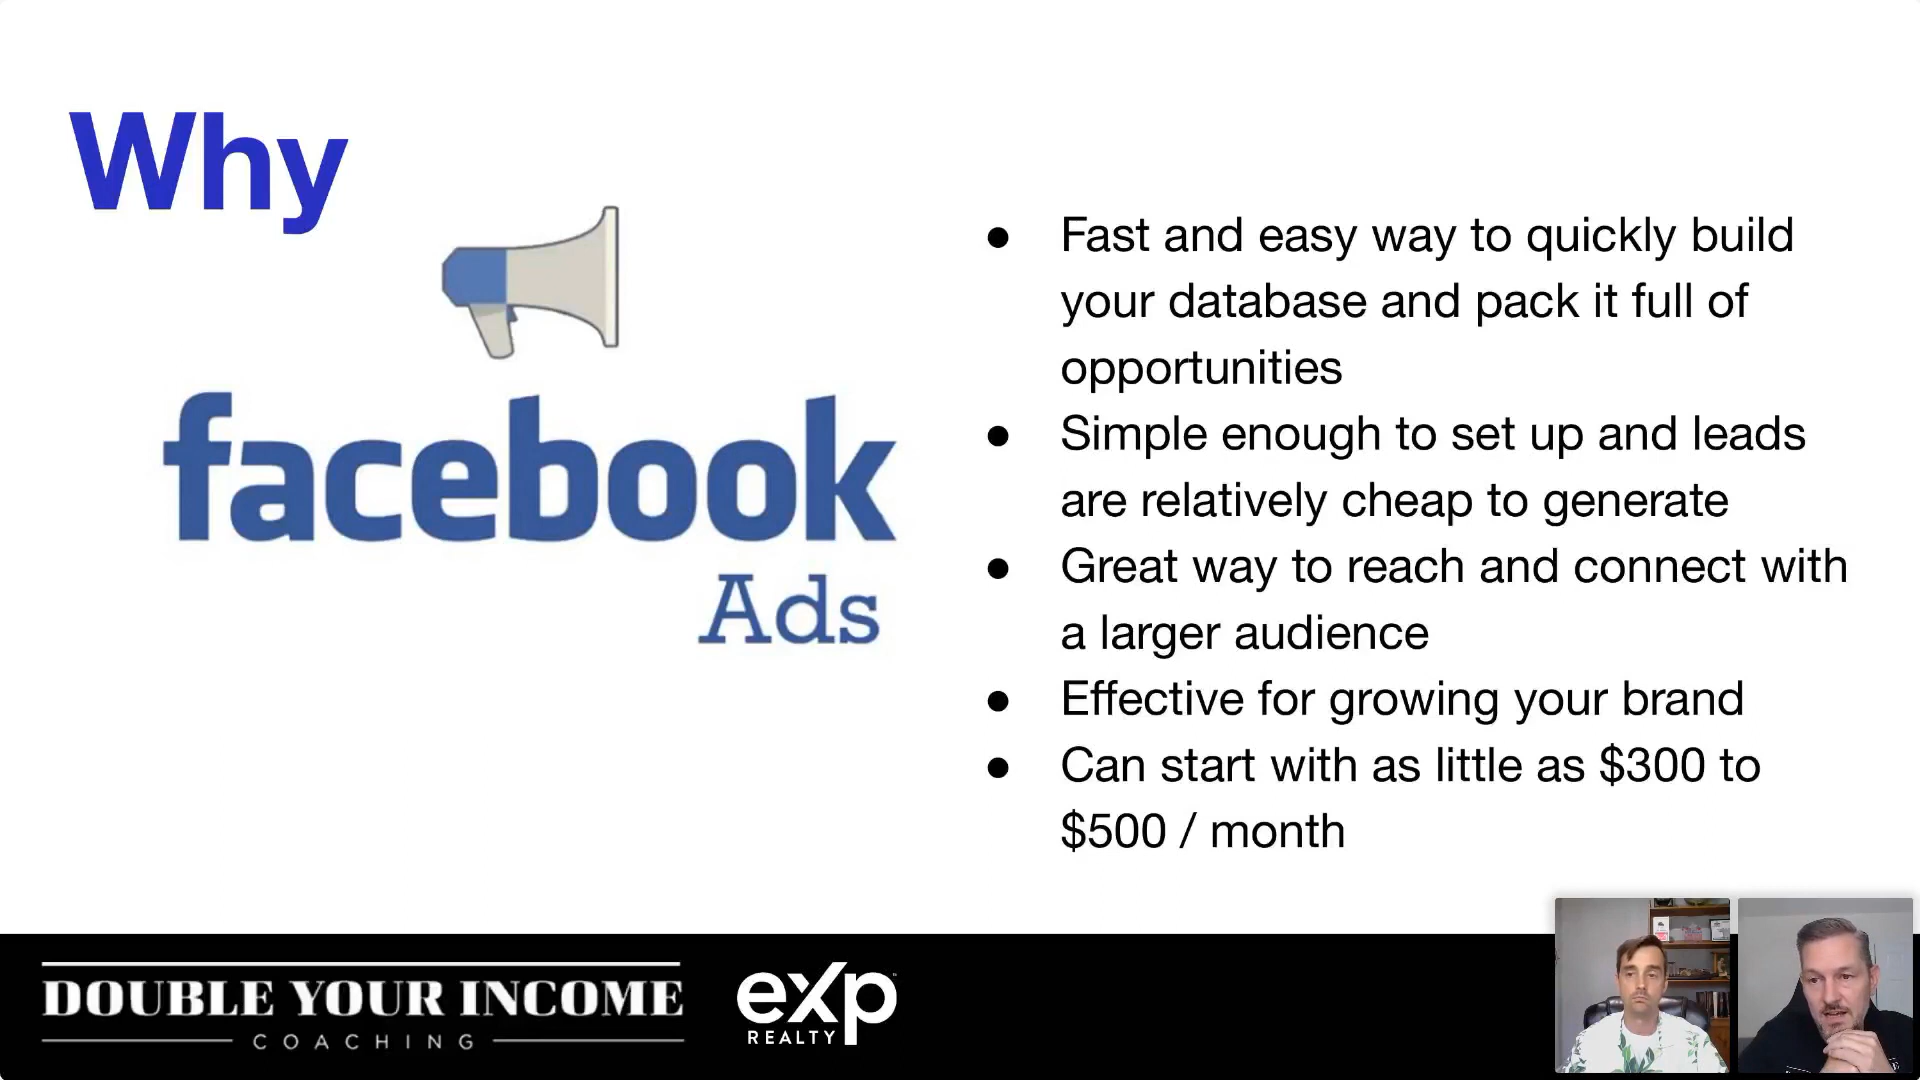 Why
facebook
Ads
● Fast and easy way to quickly build
your database and pack it full of
opportunities
● Simple enough to set up and leads
are relatively cheap to generate
● Great way to reach and connect with
a larger audience
● Effective for growing your brand
● Can start with as little as $300 to
$500 / month
DOUBLE YOUR INCOME
COACHING
eXp
REALTY